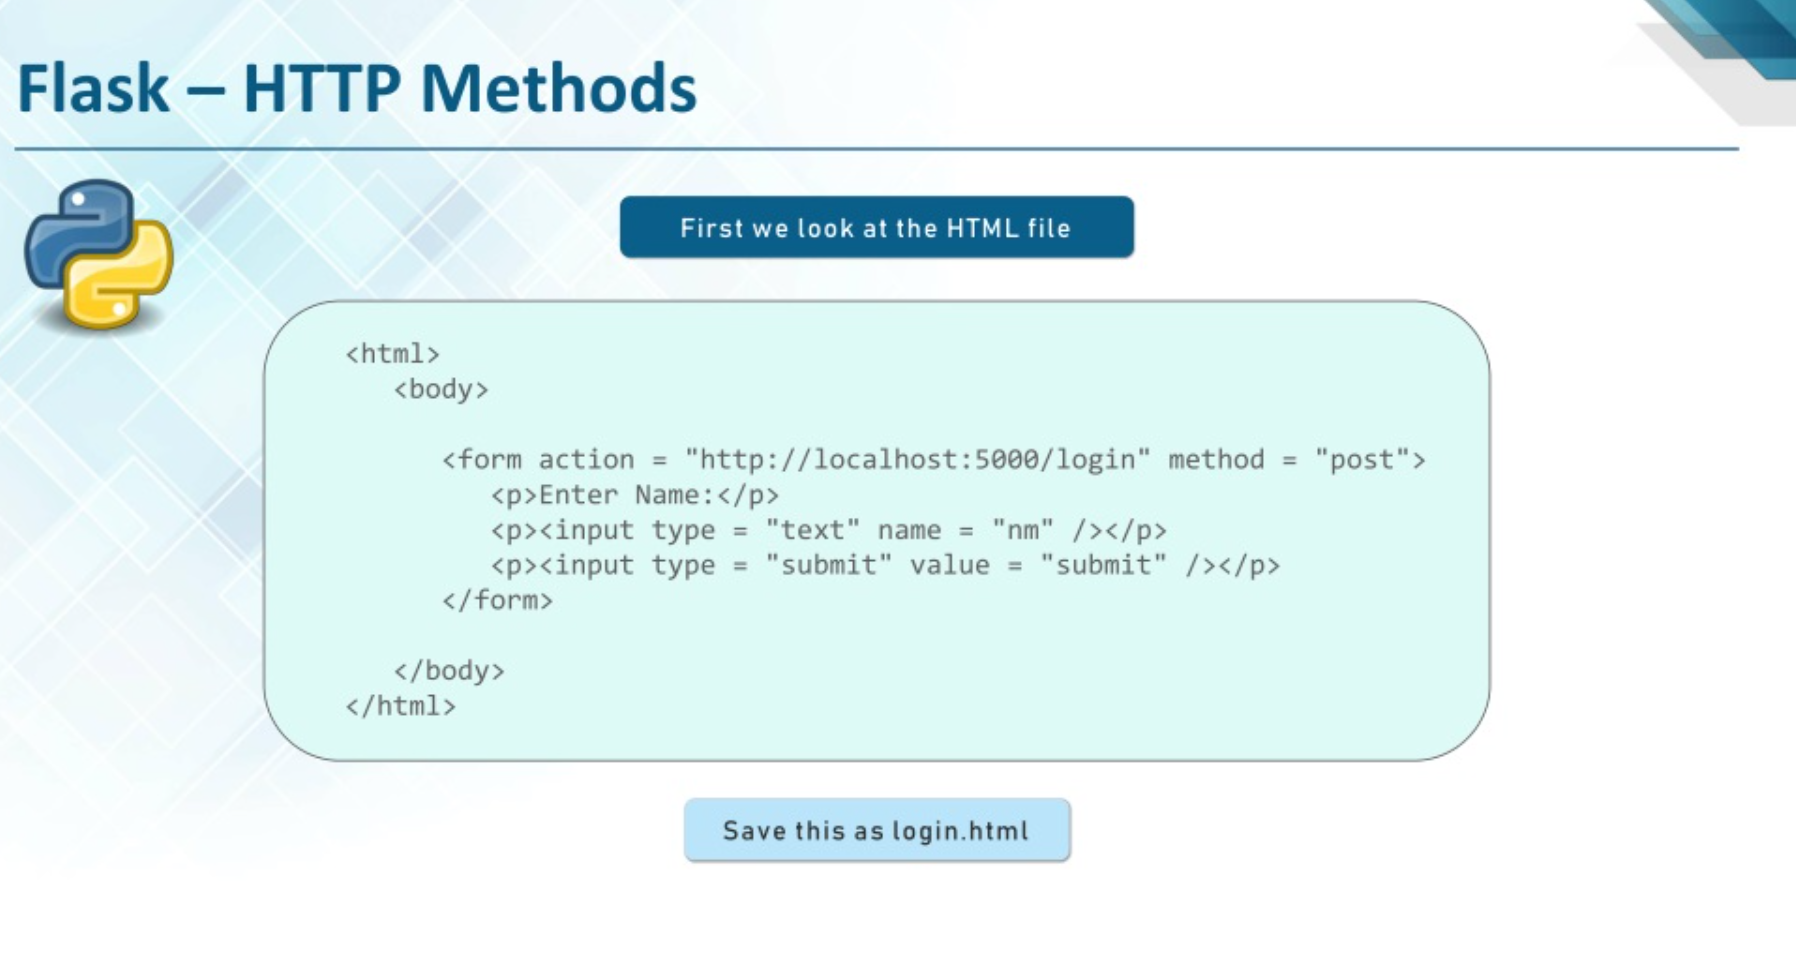 Flask – HTTP Methods
First we look at the HTML file
<html>
<body>
<form action = "http://localhost:5000/login" method = "post">
<p>Enter Name:</p>
<p><input type = "text" name = "nm" /></p>
<p><input type = "submit" value = "submit" /></p>
</form>
</body>
</html>
Save this as login.html